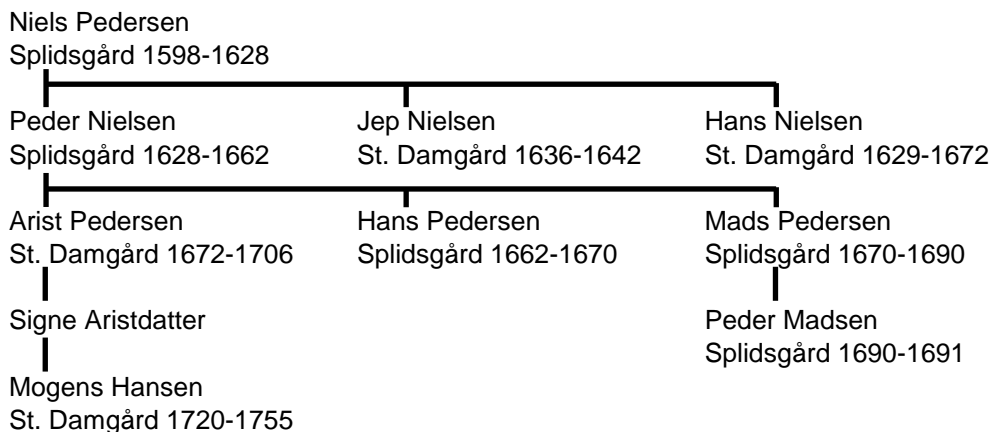 Niels Pedersen
Splidsgård 1598-1628
Peder Nielsen
Splidsgård 1628-1662
Jep Nielsen
St. Damgård 1636-1642
Hans Nielsen
St. Damgård 1629-1672
Arist Pedersen
St. Damgård 1672-1706
Hans Pedersen
Splidsgård 1662-1670
Mads Pedersen
Splidsgård 1670-1690
Signe Aristdatter
Peder Madsen
Splidsgård 1690-1691
Mogens Hansen
St. Damgård 1720-1755